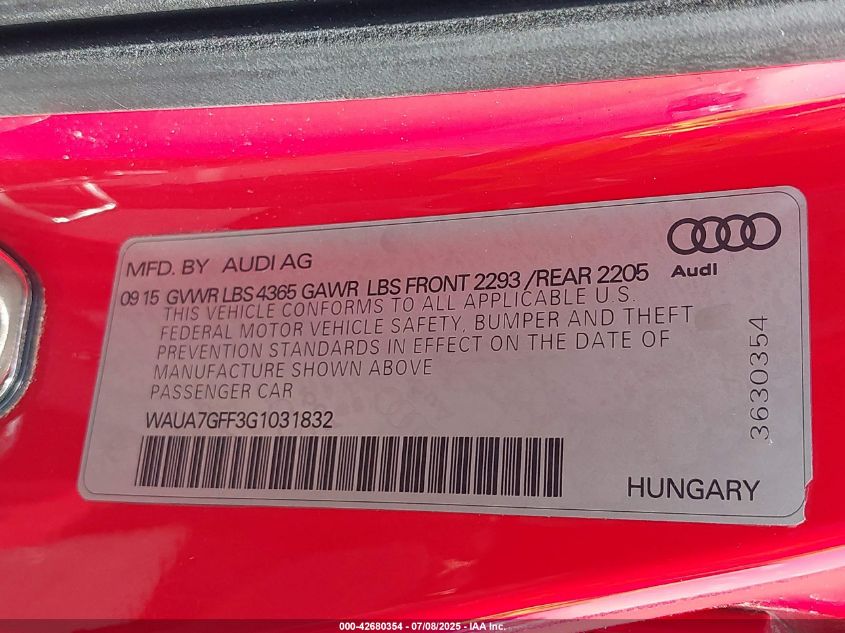 MFD. BY AUDI AG
Audi
09 15 GVWR LBS 4365 GAWR LBS FRONT 2293 /REAR 2205
THIS VEHICLE CONFORMS TO ALL APPLICABLE U.S.
FEDERAL MOTOR VEHICLE SAFETY, BUMPER AND THEFT
PREVENTION STANDARDS IN EFFECT ON THE DATE OF
MANUFACTURE SHOWN ABOVE
PASSENGER CAR
WAUA7GFF3G1031832
HUNGARY
3630354
000-42680354 - 07/08/2025 - IAA Inc.